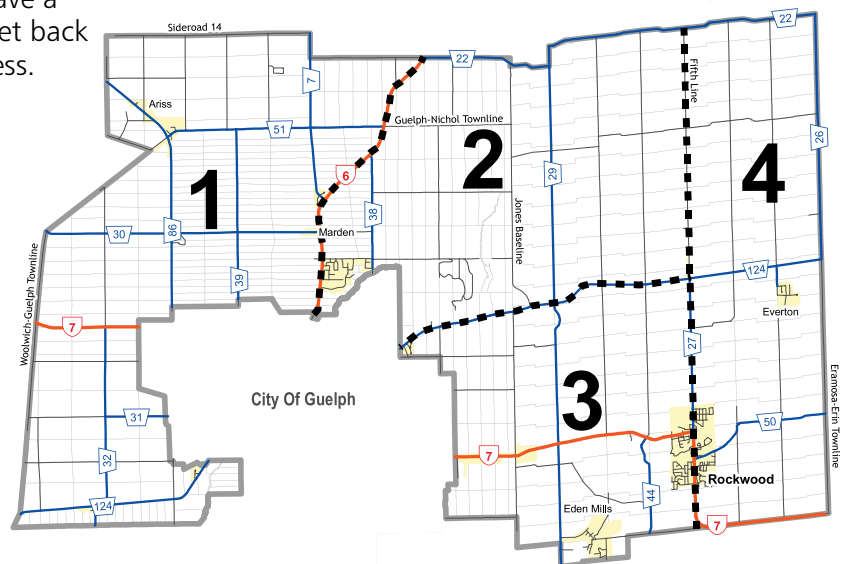 ave a
et back
ess.
Sideroad 14
22
22
7
Fifth Line
Ariss
51
Guelph-Nichol Townline
26
2
4
29
6
1
Jones Baseline
38
30
86
Marden
39
124
Woolwich-Guelph Townline
7
Everton
27
City Of Guelph
3
Eramosa-Erin Townline
31
50
7
32
Rockwood
44
124
Eden Mills
7